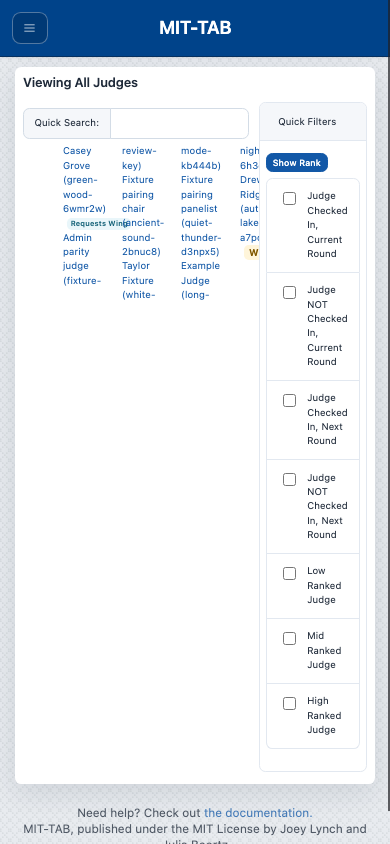 MIT-TAB
Viewing All Judges
Quick Search:
Casey
Grove
(green-
wood-
6wmr2w)
Requests Wing
Admin
parity
judge
(fixture-
review-
key)
Fixture
pairing
chair
(ancient-
sound-
2bnuc8)
Taylor
Fixture
(white-
mode-
kb444b)
Fixture
pairing
panelist
(quiet-
thunder-
d3npx5)
Example
Judge
(long-
nigh
6h3
Drew
Ridg
(aut
lake
a7pc
W
Quick Filters
Show Rank
Judge
Checked
In,
Current
Round
Judge
NOT
Checked
In,
Current
Round
Judge
Checked
In, Next
Round
Judge
NOT
Checked
In, Next
Round
Low
Ranked
Judge
Mid
Ranked
Judge
High
Ranked
Judge
Need help? Check out the documentation.
MIT-TAB, published under the MIT License by Joey Lynch and
Julia